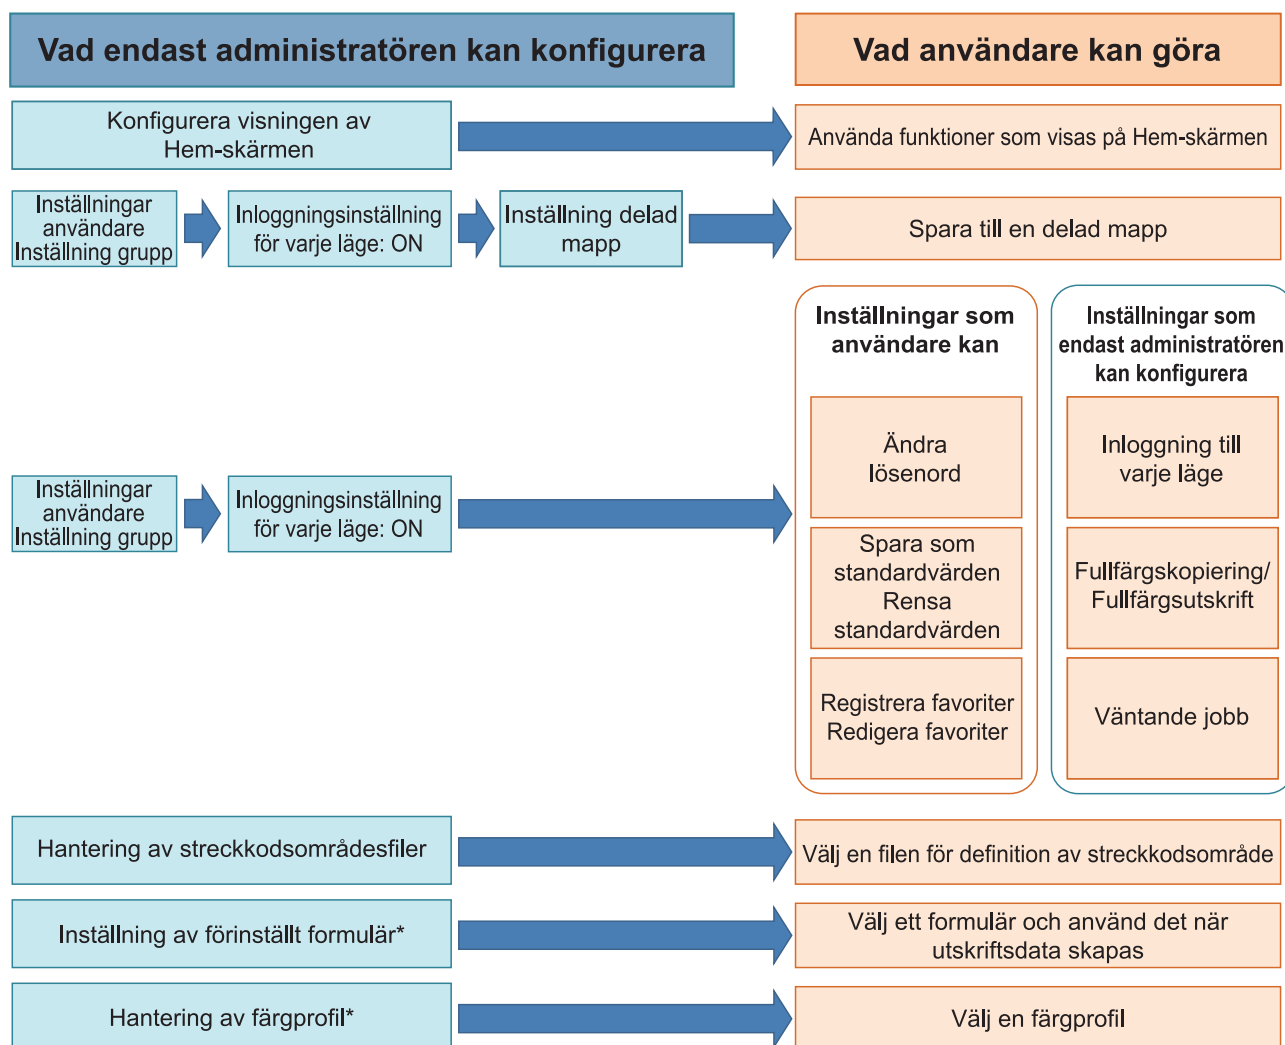 Vad endast administratören kan konfigurera
Vad användare kan göra
Konfigurera visningen av
Hem-skärmen
Använda funktioner som visas på Hem-skärmen
Inställningar
användare
Inställning grupp
Inloggningsinställning
för varje läge: ON
Inställning delad
mapp
Spara till en delad mapp
Inställningar som
användare kan
Inställningar som
endast administratören
kan konfigurera
Inställningar
användare
Inställning grupp
Inloggningsinställning
för varje läge: ON
Ändra
lösenord
Inloggning till
varje läge
Spara som
standardvärden
Rensa
standardvärden
Fullfärgskopiering/
Fullfärgsutskrift
Registrera favoriter
Redigera favoriter
Väntande jobb
Hantering av streckkodsområdesfiler
Välj en filen för definition av streckkodsområde
Inställning av förinställt formulär*
Välj ett formulär och använd det när
utskriftsdata skapas
Hantering av färgprofil*
Välj en färgprofil